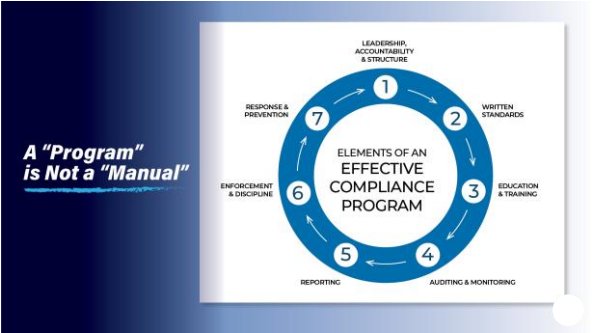 A “Program”
is Not a “Manual”
LEADERSHIP,
ACCOUNTABILITY
& STRUCTURE
1
WRITTEN
STANDARDS
2
EDUCATION
& TRAINING
3
AUDITING & MONITORING
4
REPORTING
5
ENFORCEMENT
& DISCIPLINE
6
RESPONSE &
PREVENTION
7
ELEMENTS OF AN
EFFECTIVE
COMPLIANCE
PROGRAM